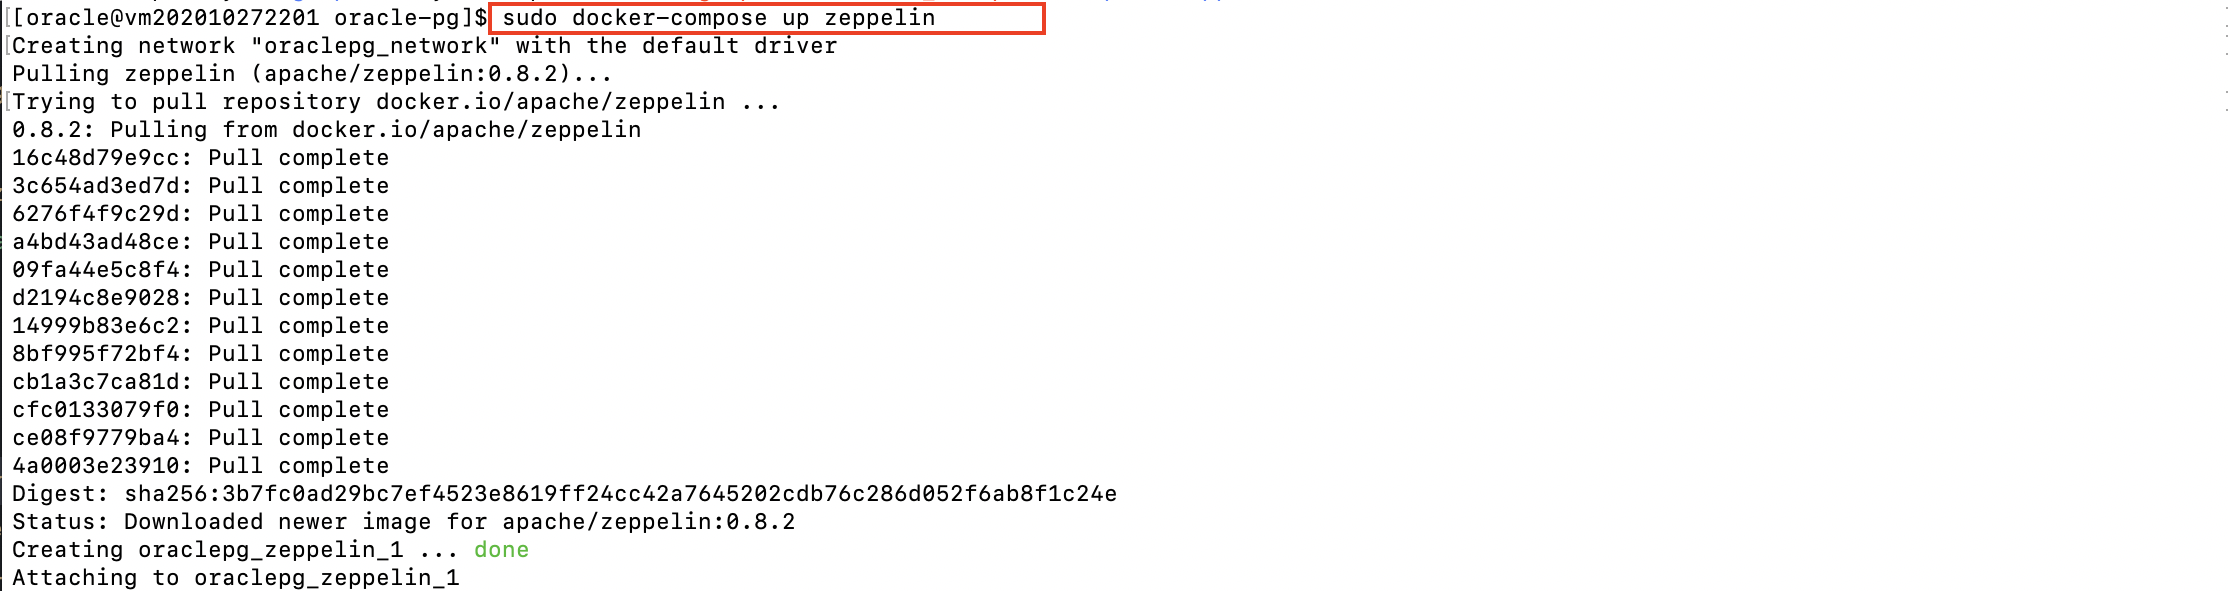 [[oracle@vm202010272201 oracle-pg]$ sudo docker-compose up zeppelin
[Creating network "oraclepg_network" with the default driver
Pulling zeppelin (apache/zeppelin:0.8.2)...
[Trying to pull repository docker.io/apache/zeppelin ...
0.8.2: Pulling from docker.io/apache/zeppelin
16c48d79e9cc: Pull complete
3c654ad3ed7d: Pull complete
6276f4f9c29d: Pull complete
a4bd43ad48ce: Pull complete
09fa44e5c8f4: Pull complete
d2194c8e9028: Pull complete
14999b83e6c2: Pull complete
8bf995f72bf4: Pull complete
cb1a3c7ca81d: Pull complete
cfc0133079f0: Pull complete
ce08f9779ba4: Pull complete
4a0003e23910: Pull complete
Digest: sha256:3b7fc0ad29bc7ef4523e8619ff24cc42a7645202cdb76c286d052f6ab8f1c24e
Status: Downloaded newer image for apache/zeppelin:0.8.2
Creating oraclepg_zeppelin_1 ... done
Attaching to oraclepg_zeppelin_1